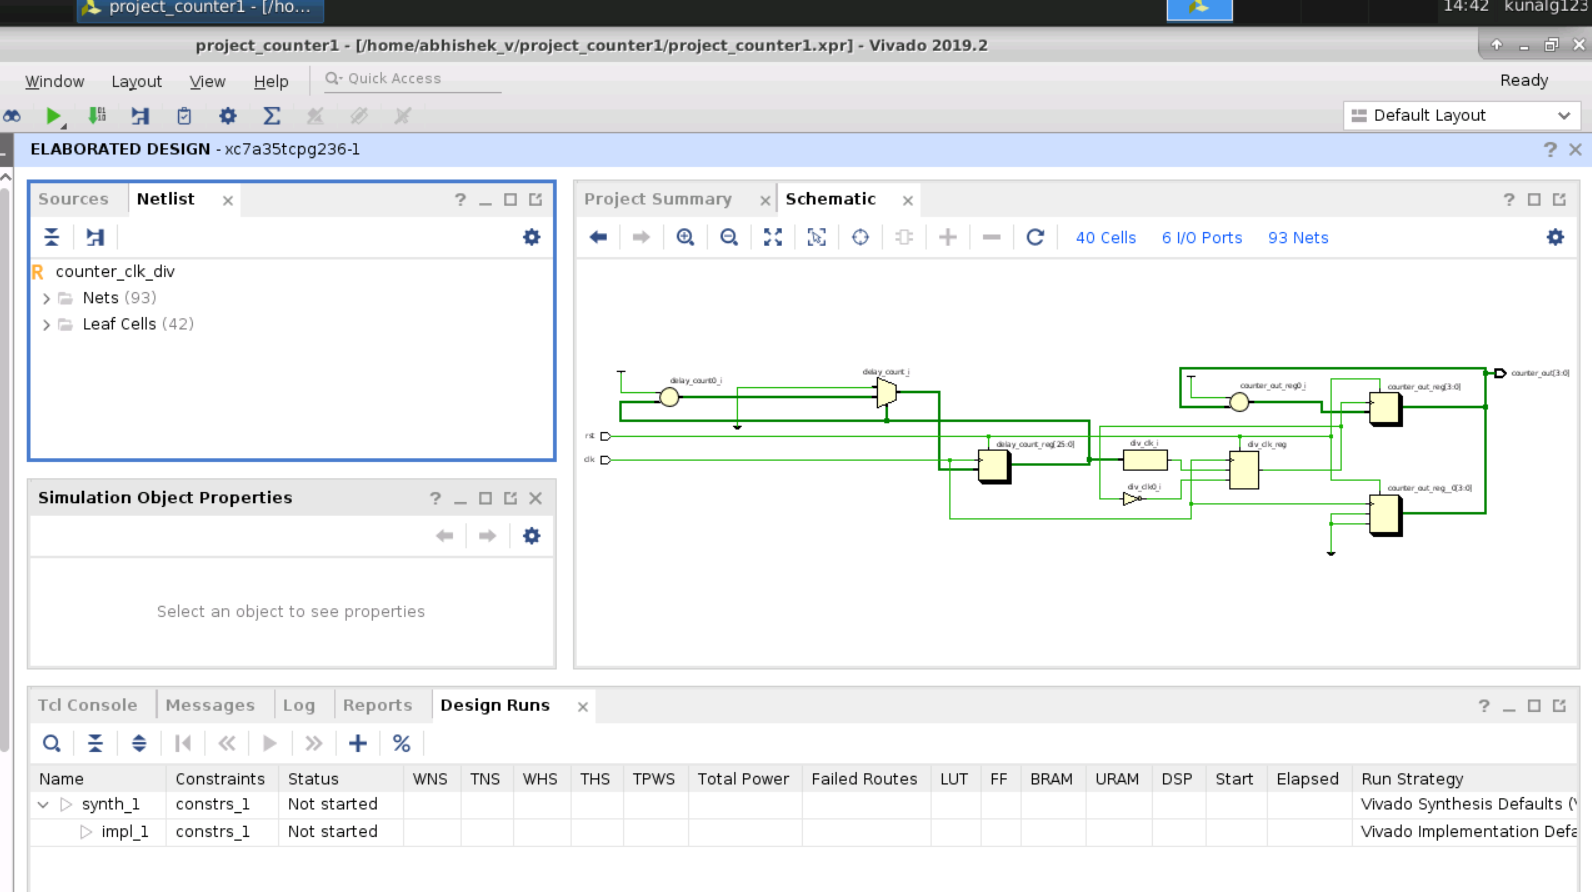 project_counter1 - [/ho...
14:42 kunalg123
project_counter1 - [/home/abhishek_v/project_counter1/project_counter1.xpr] - Vivado 2019.2
Window Layout View Help Quick Access Ready
Default Layout
ELABORATED DESIGN - xc7a35tcpg236-1
Sources Netlist
counter_clk_div
Nets (93)
Leaf Cells (42)
Project Summary Schematic
40 Cells 6 I/O Ports 93 Nets
delay_count_i
delay_count0_i
counter_out[3:0]
counter_out_reg0_i
counter_out_reg[3:0]
rst
delay_count_reg[25:0]
div_clk_i
div_clk_reg
clk
div_clk0_i
counter_out_reg__0[3:0]
Simulation Object Properties
Select an object to see properties
Tcl Console Messages Log Reports Design Runs
Name Constraints Status WNS TNS WHS THS TPWS Total Power Failed Routes LUT FF BRAM URAM DSP Start Elapsed Run Strategy
synth_1 constrs_1 Not started Vivado Synthesis Defaults (
impl_1 constrs_1 Not started Vivado Implementation Defa